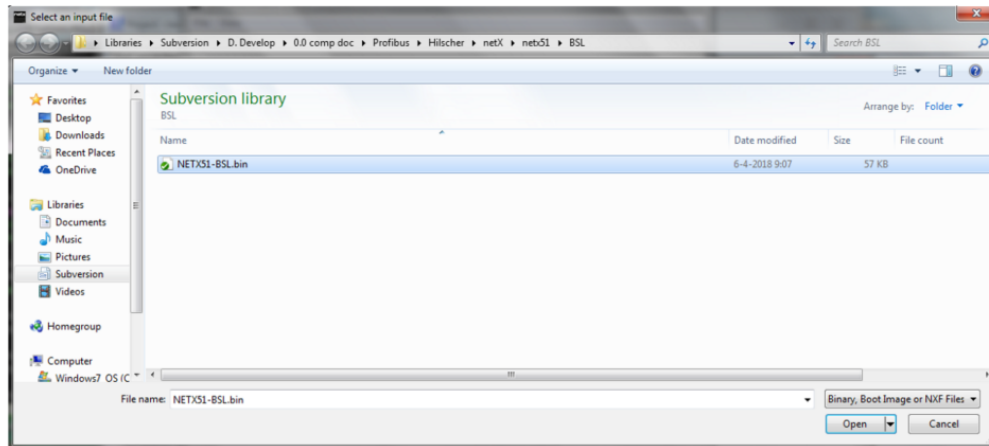 Select an input file
Libraries ▸ Subversion ▸ D. Develop ▸ 0.0 comp doc ▸ Profibus ▸ Hilscher ▸ netX ▸ netx51 ▸ BSL
Search BSL
Organize
New folder
Favorites
Desktop
Downloads
Recent Places
OneDrive
Libraries
Documents
Music
Pictures
Subversion
Videos
Homegroup
Computer
Windows7 OS (C
Subversion library
BSL
Arrange by: Folder
Name Date modified Size File count
NETX51-BSL.bin 6-4-2018 9:07 57 KB
File name: NETX51-BSL.bin
Binary, Boot Image or NXF Files
Open Cancel